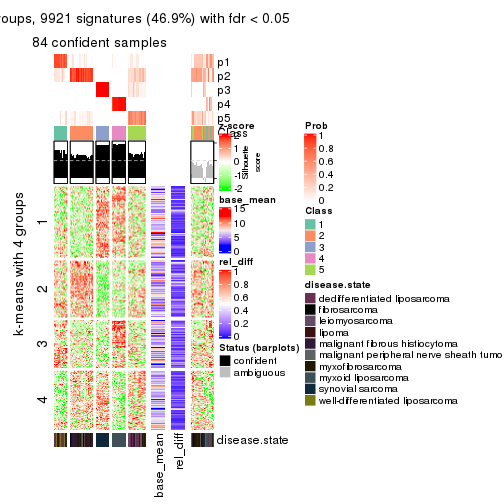 oups, 9921 signatures (46.9%) with fdr < 0.05
84 confident samples
p1
p2
p3
p4
p5
Class
k-means with 4 groups
1
2
3
4
Silhouette
score
z-score
2
1
0
-1
-2
base_mean
15
10
5
0
rel_diff
1
0.8
0.6
0.4
0.2
0
Status (barplots)
confident
ambiguous
Prob
1
0.8
0.6
0.4
0.2
0
Class
1
2
3
4
5
disease.state
dedifferentiated liposarcoma
fibrosarcoma
leiomyosarcoma
lipoma
malignant fibrous histiocytoma
malignant peripheral nerve sheath tumo
myxofibrosarcoma
myxoid liposarcoma
synovial sarcoma
well-differentiated liposarcoma
disease.state
base_mean
rel_diff